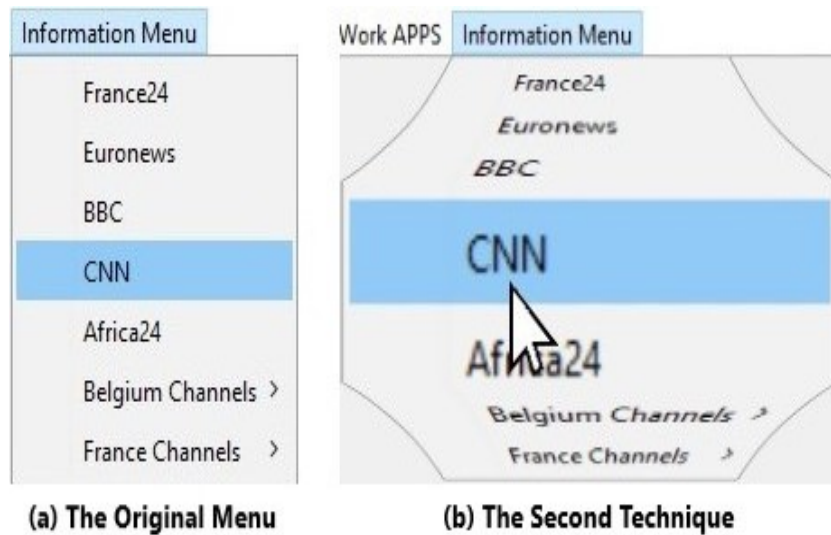 Information Menu
France24
Euronews
BBC
CNN
Africa24
Belgium Channels >
France Channels >
(a) The Original Menu
Work APPS Information Menu
France24
Euronews
BBC
CNN
Africa24
Belgium Channels >
France Channels >
(b) The Second Technique